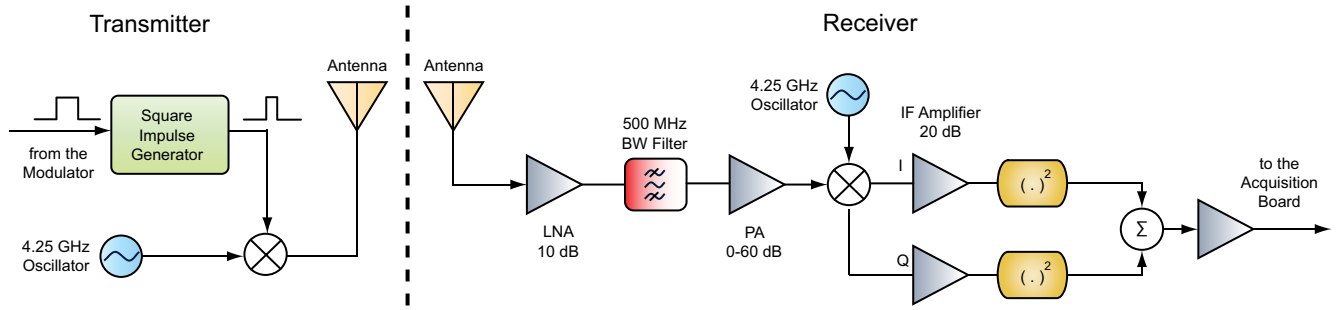 Transmitter
Receiver
Antenna
Antenna
Square
Impulse
Generator
from the
Modulator
4.25 GHz
Oscillator
LNA
10 dB
500 MHz
BW Filter
PA
0-60 dB
4.25 GHz
Oscillator
IF Amplifier
20 dB
I
( . )²
Q
( . )²
Σ
to the
Acquisition
Board